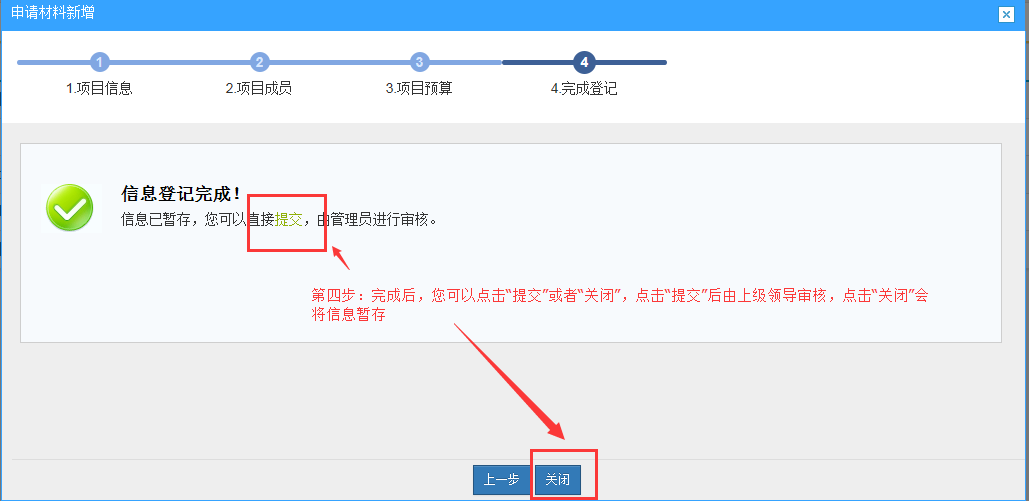 申请材料新增
1
2
3
4
1.项目信息
2.项目成员
3.项目预算
4.完成登记
信息登记完成！
信息已暂存，您可以直接提交，由管理员进行审核。
第四步：完成后，您可以点击“提交”或者“关闭”，点击“提交”后由上级领导审核，点击“关闭”会
将信息暂存
上一步
关闭